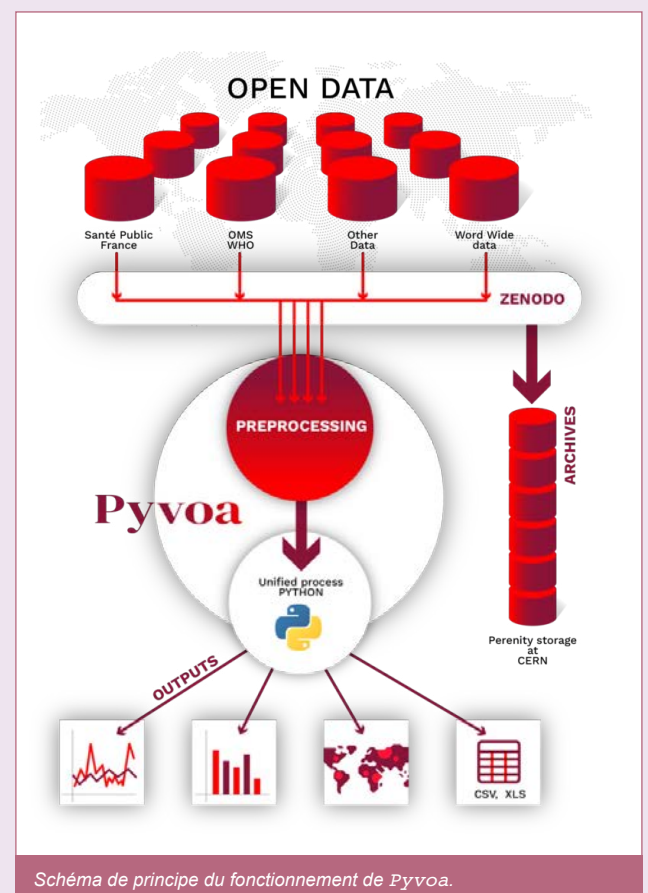 OPEN DATA
Santé Public
France
OMS
WHO
Other
Data
Word Wide
data
ZENODO
PREPROCESSING
ARCHIVES
Pyvoa
Unified process
PYTHON
Perenity storage
at
CERN
OUTPUTS
CSV, XLS
Schéma de principe du fonctionnement de Pyvoa.